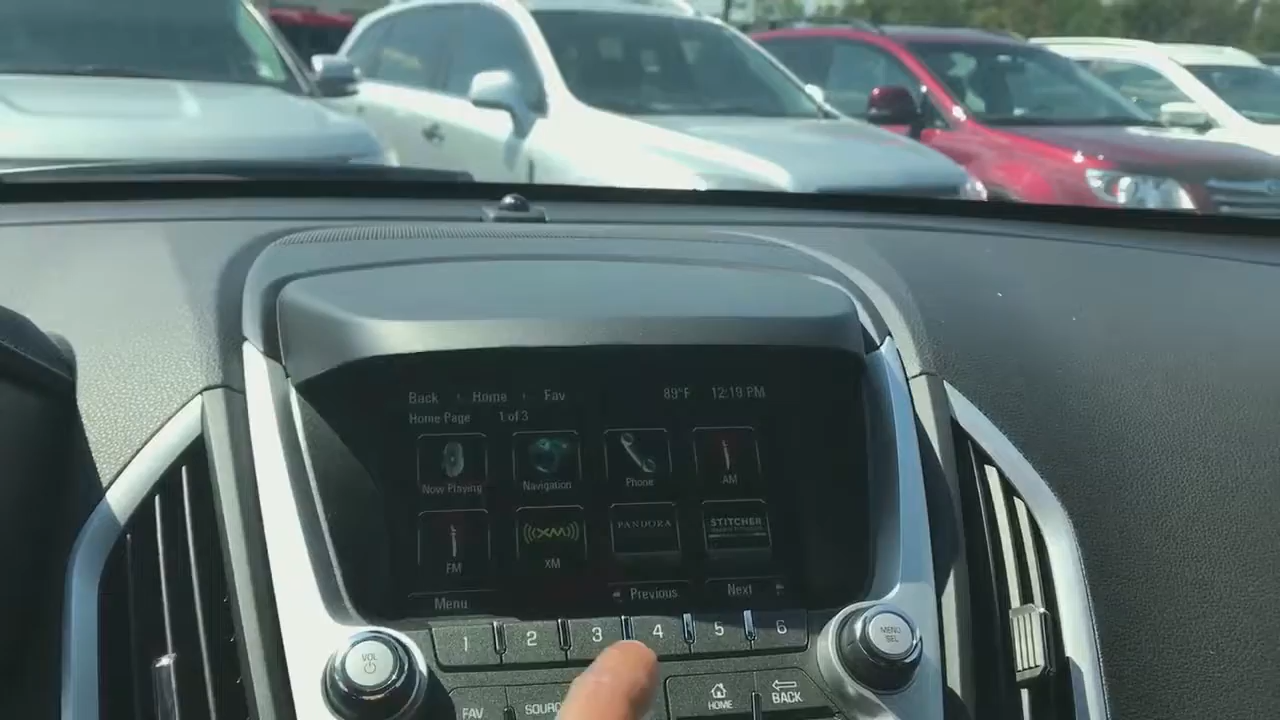 Back Home Fav 89°F 12:19 PM
Home Page 1 of 3
Now Playing Navigation Phone AM
FM XM PANDORA STITCHER
XM
Menu Previous Next
1 2 3 4 5 6
VOL
MENU
SEL
FAV HOME BACK